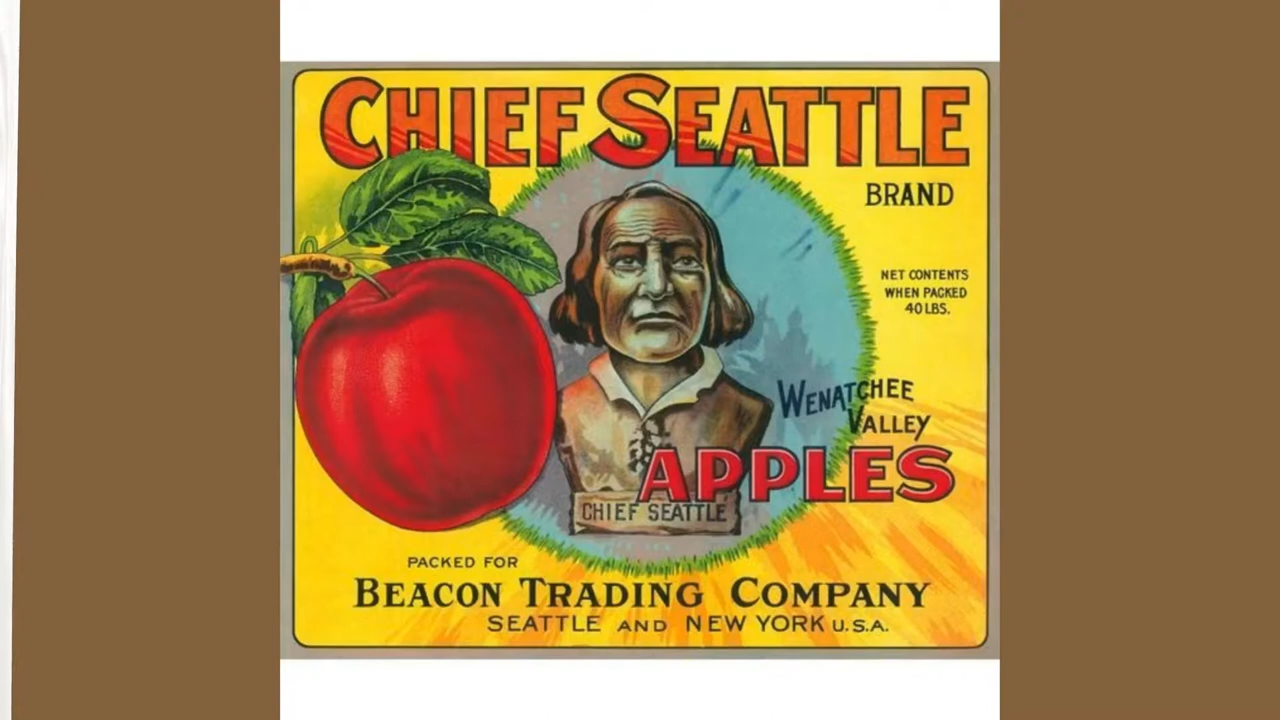 CHIEF SEATTLE
BRAND
NET CONTENTS
WHEN PACKED
40 LBS.
WENATCHEE
VALLEY
APPLES
CHIEF SEATTLE
PACKED FOR
BEACON TRADING COMPANY
SEATTLE AND NEW YORK U.S.A.